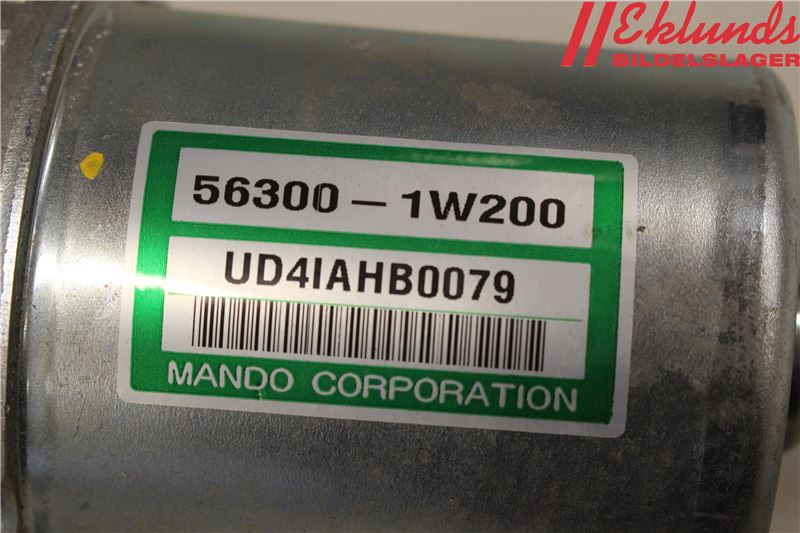 Eklunds
BILDELSLAGER
56300 - 1W200
UD4IAHB0079
MANDO CORPORATION